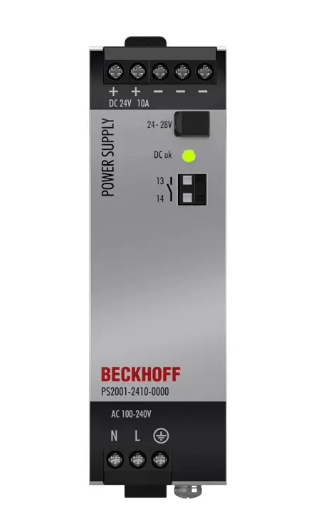 + + − − −
DC 24V 10A
24-28V
POWER SUPPLY
DC ok
13
14
BECKHOFF
PS2001-2410-0000
AC 100-240V
N L